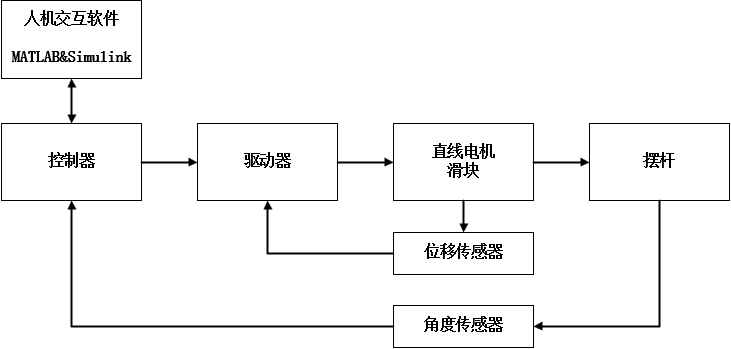 人机交互软件
MATLAB&Simulink
控制器
驱动器
直线电机
滑块
摆杆
位移传感器
角度传感器